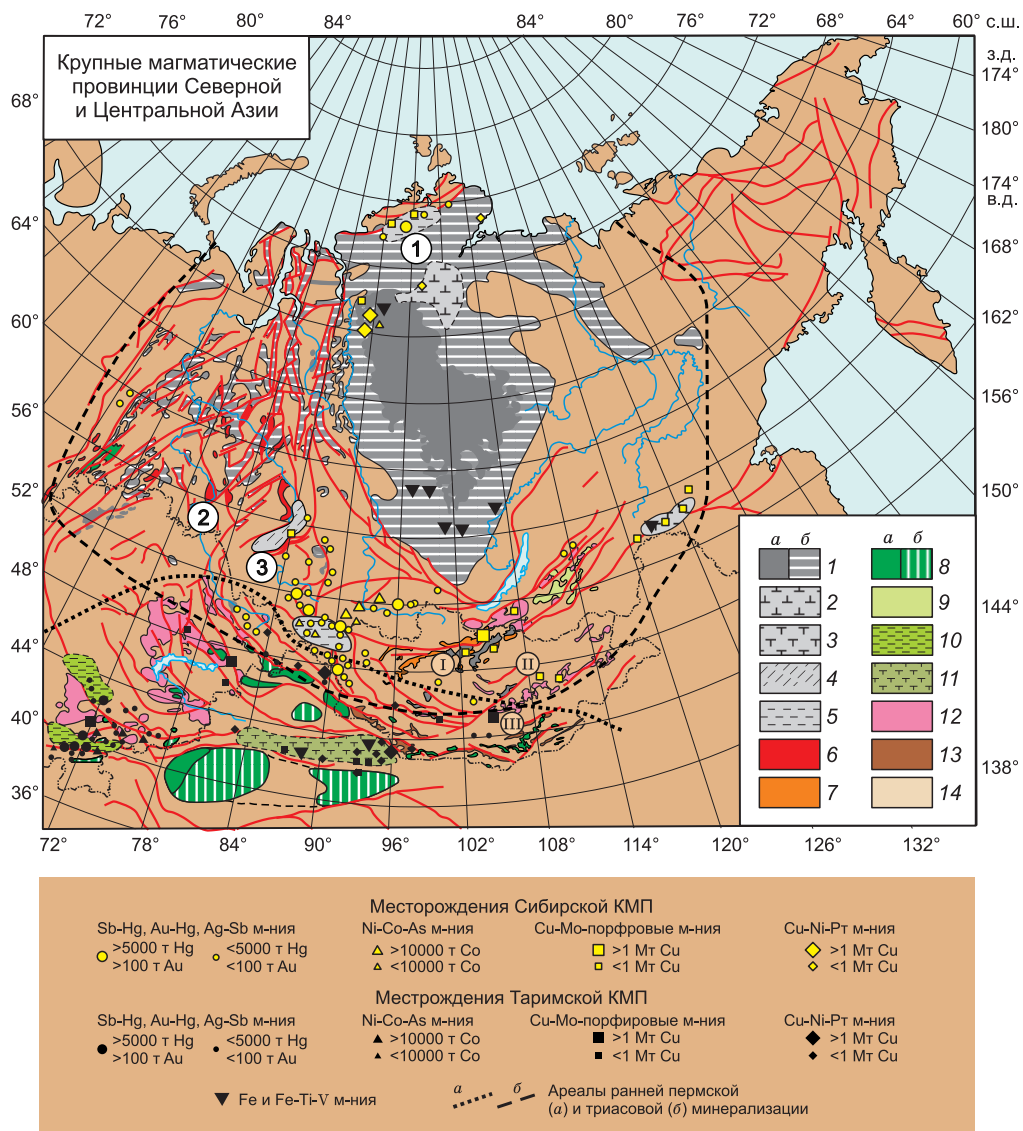 72° 76° 80° 84° 84° 80° 76° 72° 68° 64° 60° с.ш.
Крупные магматические
провинции Северной
и Центральной Азии
з.д.
174°
180°
174°
в.д.
168°
162°
156°
150°
144°
138°
68°
64°
60°
56°
52°
48°
44°
40°
36°
1
2
3
I
II
III
а б
1
2
3
4
5
6
7
а б
8
9
10
11
12
13
14
72° 78° 84° 90° 96° 102° 108° 114° 120° 126° 132°
Месторождения Сибирской КМП
Sb-Hg, Au-Hg, Ag-Sb м-ния
>5000 т Hg <5000 т Hg
>100 т Au <100 т Au
Ni-Co-As м-ния
>10000 т Co
<10000 т Co
Cu-Mo-порфровые м-ния
>1 Мт Cu
<1 Мт Cu
Cu-Ni-Pт м-ния
>1 Мт Cu
<1 Мт Cu
Местрождения Таримской КМП
Sb-Hg, Au-Hg, Ag-Sb м-ния
>5000 т Hg <5000 т Hg
>100 т Au <100 т Au
Ni-Co-As м-ния
>10000 т Co
<10000 т Co
Cu-Mo-порфировые м-ния
>1 Мт Cu
<1 Мт Cu
Cu-Ni-Pт м-ния
>1 Мт Cu
<1 Мт Cu
Fe и Fe-Ti-V м-ния
а б
Ареалы ранней пермской
(а) и триасовой (б) минерализации